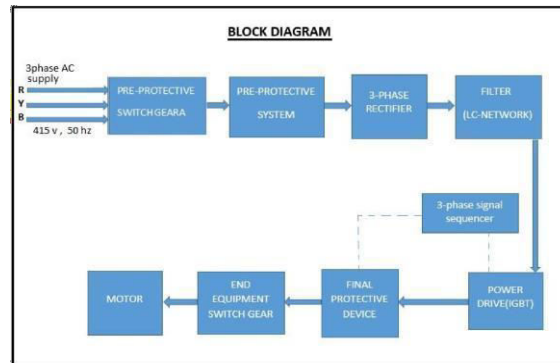 BLOCK DIAGRAM
3phase AC
supply
R
Y
B
415 v , 50 hz
PRE-PROTECTIVE
SWITCH GEARA
PRE-PROTECTIVE
SYSTEM
3-PHASE
RECTIFIER
FILTER
(LC-NETWORK)
3-phase signal
sequencer
MOTOR
END
EQUIPMENT
SWITCH GEAR
FINAL
PROTECTIVE
DEVICE
POWER
DRIVE(IGBT)